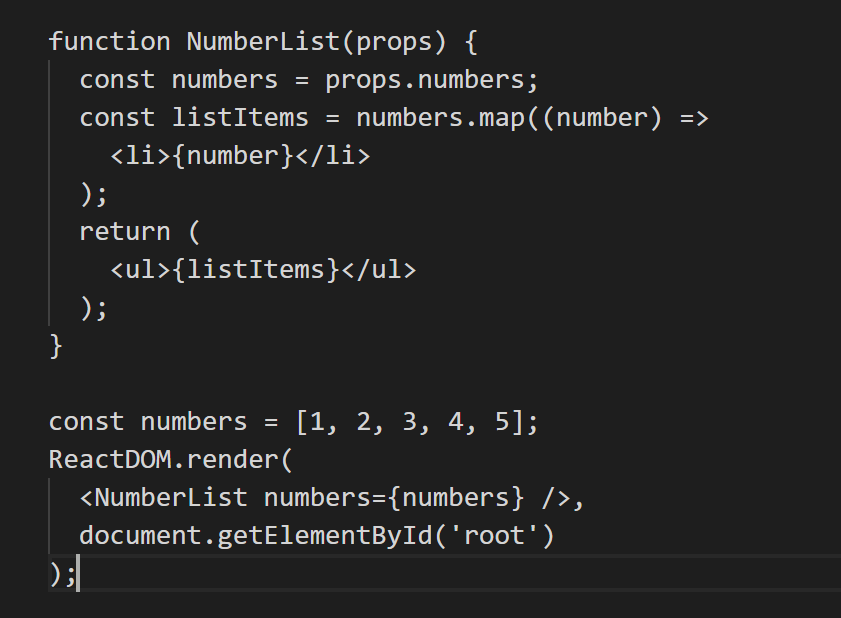 function NumberList(props) {
  const numbers = props.numbers;
  const listItems = numbers.map((number) =>
    <li>{number}</li>
  );
  return (
    <ul>{listItems}</ul>
  );
}

const numbers = [1, 2, 3, 4, 5];
ReactDOM.render(
  <NumberList numbers={numbers} />,
  document.getElementById('root')
);